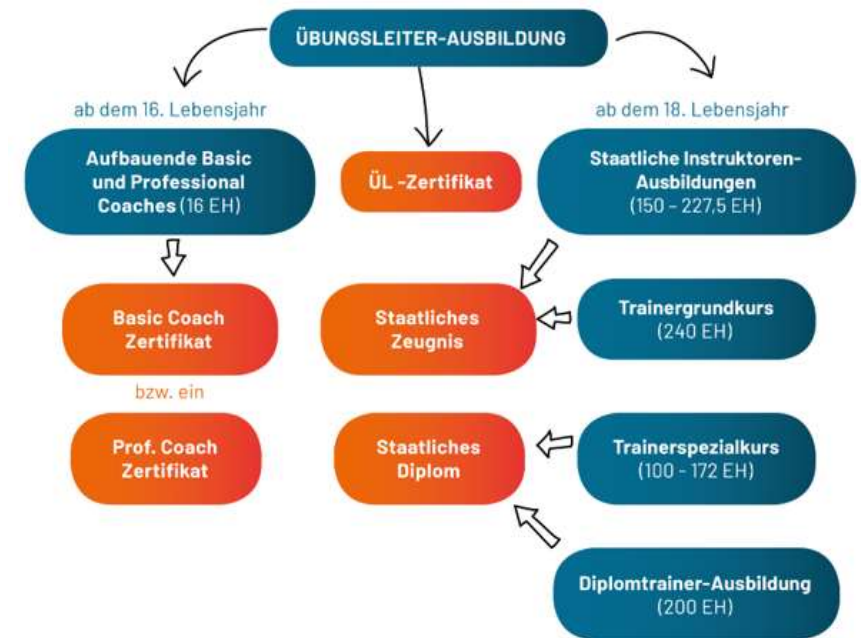 ÜBUNGSLEITER-AUSBILDUNG
ab dem 16. Lebensjahr
Aufbauende Basic
und Professional
Coaches (16 EH)
ÜL -Zertifikat
ab dem 18. Lebensjahr
Staatliche Instruktoren-
Ausbildungen
(150 – 227,5 EH)
Basic Coach
Zertifikat
Staatliches
Zeugnis
Trainergrundkurs
(240 EH)
bzw. ein
Prof. Coach
Zertifikat
Staatliches
Diplom
Trainerspezialkurs
(100 - 172 EH)
Diplomtrainer-Ausbildung
(200 EH)